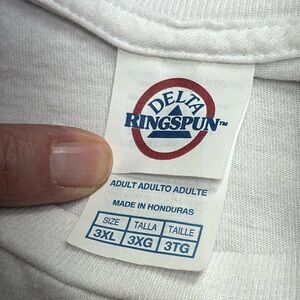 DELTA
RINGSPUN™
ADULT ADULTO ADULTE
MADE IN HONDURAS
SIZE TALLA TAILLE
3XL 3XG 3TG